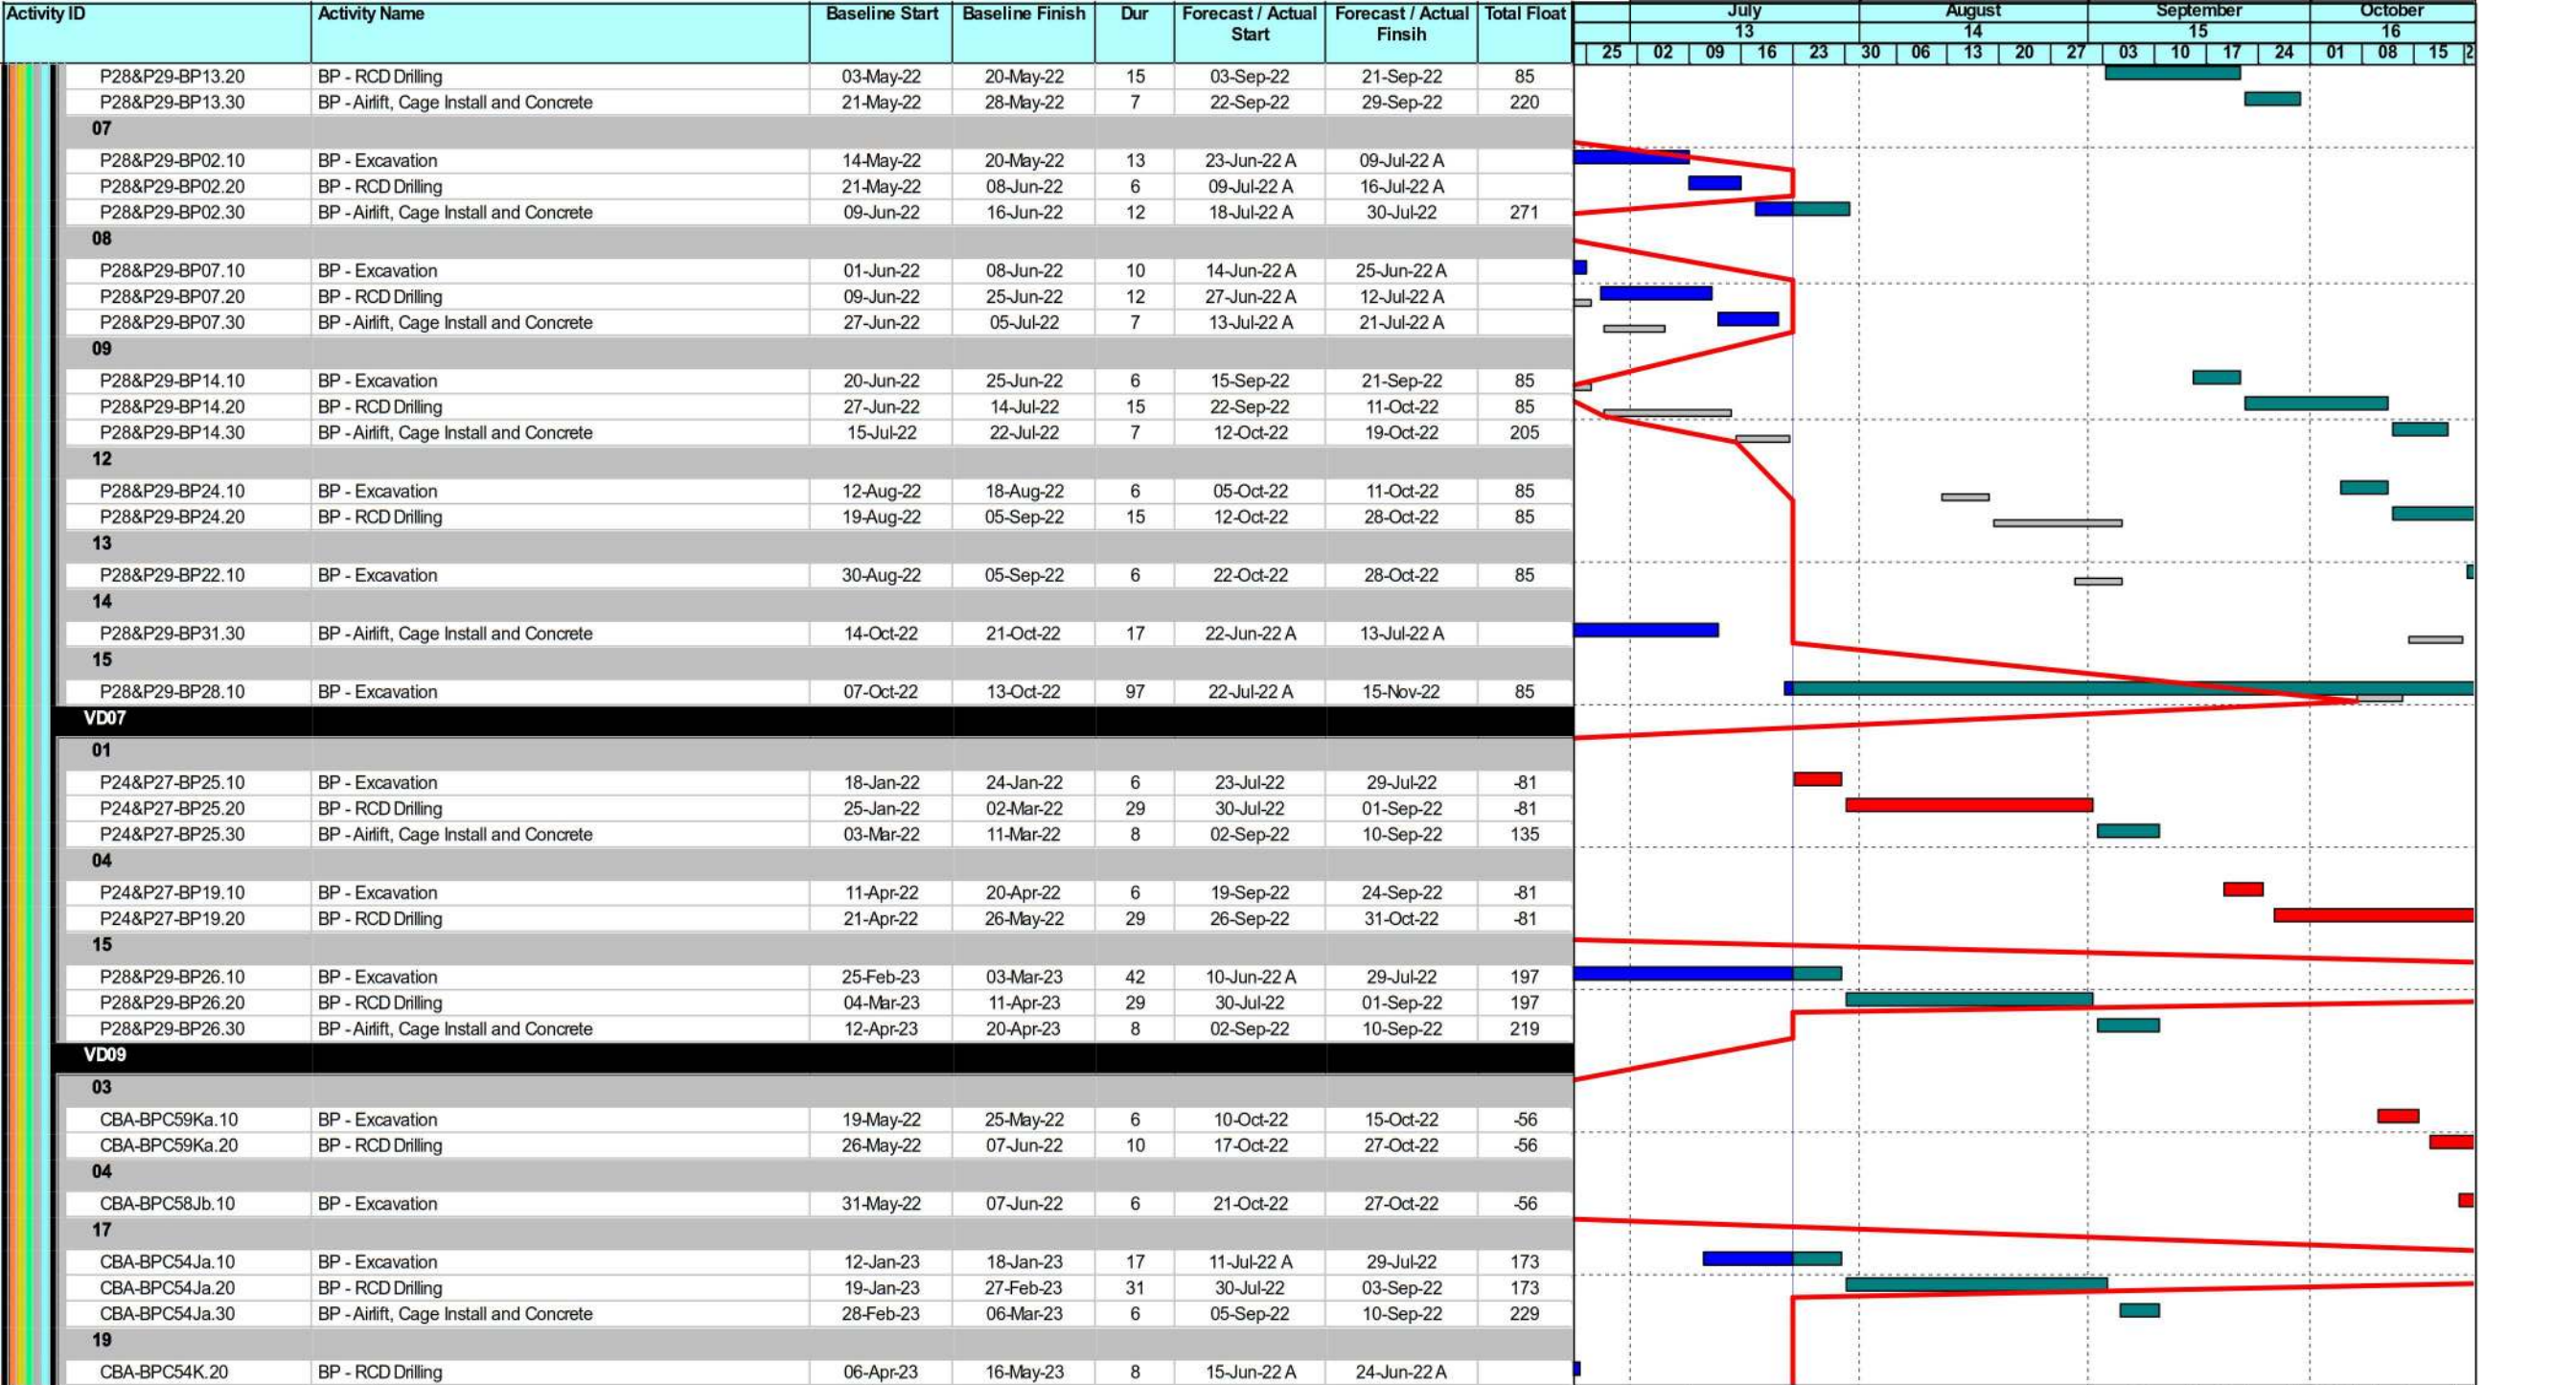 Activity ID Activity Name Baseline Start Baseline Finish Dur Forecast / Actual Start Forecast / Actual Finsih Total Float July August September October
13 14 15 16
25 02 09 16 23 30 06 13 20 27 03 10 17 24 01 08 15 2
P28&P29-BP13.20 BP - RCD Drilling 03-May-22 20-May-22 15 03-Sep-22 21-Sep-22 85
P28&P29-BP13.30 BP - Airlift, Cage Install and Concrete 21-May-22 28-May-22 7 22-Sep-22 29-Sep-22 220
07
P28&P29-BP02.10 BP - Excavation 14-May-22 20-May-22 13 23-Jun-22 A 09-Jul-22 A
P28&P29-BP02.20 BP - RCD Drilling 21-May-22 08-Jun-22 6 09-Jul-22 A 16-Jul-22 A
P28&P29-BP02.30 BP - Airlift, Cage Install and Concrete 09-Jun-22 16-Jun-22 12 18-Jul-22 A 30-Jul-22 271
08
P28&P29-BP07.10 BP - Excavation 01-Jun-22 08-Jun-22 10 14-Jun-22 A 25-Jun-22 A
P28&P29-BP07.20 BP - RCD Drilling 09-Jun-22 25-Jun-22 12 27-Jun-22 A 12-Jul-22 A
P28&P29-BP07.30 BP - Airlift, Cage Install and Concrete 27-Jun-22 05-Jul-22 7 13-Jul-22 A 21-Jul-22 A
09
P28&P29-BP14.10 BP - Excavation 20-Jun-22 25-Jun-22 6 15-Sep-22 21-Sep-22 85
P28&P29-BP14.20 BP - RCD Drilling 27-Jun-22 14-Jul-22 15 22-Sep-22 11-Oct-22 85
P28&P29-BP14.30 BP - Airlift, Cage Install and Concrete 15-Jul-22 22-Jul-22 7 12-Oct-22 19-Oct-22 205
12
P28&P29-BP24.10 BP - Excavation 12-Aug-22 18-Aug-22 6 05-Oct-22 11-Oct-22 85
P28&P29-BP24.20 BP - RCD Drilling 19-Aug-22 05-Sep-22 15 12-Oct-22 28-Oct-22 85
13
P28&P29-BP22.10 BP - Excavation 30-Aug-22 05-Sep-22 6 22-Oct-22 28-Oct-22 85
14
P28&P29-BP31.30 BP - Airlift, Cage Install and Concrete 14-Oct-22 21-Oct-22 17 22-Jun-22 A 13-Jul-22 A
15
P28&P29-BP28.10 BP - Excavation 07-Oct-22 13-Oct-22 97 22-Jul-22 A 15-Nov-22 85
VD07
01
P24&P27-BP25.10 BP - Excavation 18-Jan-22 24-Jan-22 6 23-Jul-22 29-Jul-22 -81
P24&P27-BP25.20 BP - RCD Drilling 25-Jan-22 02-Mar-22 29 30-Jul-22 01-Sep-22 -81
P24&P27-BP25.30 BP - Airlift, Cage Install and Concrete 03-Mar-22 11-Mar-22 8 02-Sep-22 10-Sep-22 135
04
P24&P27-BP19.10 BP - Excavation 11-Apr-22 20-Apr-22 6 19-Sep-22 24-Sep-22 -81
P24&P27-BP19.20 BP - RCD Drilling 21-Apr-22 26-May-22 29 26-Sep-22 31-Oct-22 -81
15
P28&P29-BP26.10 BP - Excavation 25-Feb-23 03-Mar-23 42 10-Jun-22 A 29-Jul-22 197
P28&P29-BP26.20 BP - RCD Drilling 04-Mar-23 11-Apr-23 29 30-Jul-22 01-Sep-22 197
P28&P29-BP26.30 BP - Airlift, Cage Install and Concrete 12-Apr-23 20-Apr-23 8 02-Sep-22 10-Sep-22 219
VD09
03
CBA-BPC59Ka.10 BP - Excavation 19-May-22 25-May-22 6 10-Oct-22 15-Oct-22 -56
CBA-BPC59Ka.20 BP - RCD Drilling 26-May-22 07-Jun-22 10 17-Oct-22 27-Oct-22 -56
04
CBA-BPC58Jb.10 BP - Excavation 31-May-22 07-Jun-22 6 21-Oct-22 27-Oct-22 -56
17
CBA-BPC54Ja.10 BP - Excavation 12-Jan-23 18-Jan-23 17 11-Jul-22 A 29-Jul-22 173
CBA-BPC54Ja.20 BP - RCD Drilling 19-Jan-23 27-Feb-23 31 30-Jul-22 03-Sep-22 173
CBA-BPC54Ja.30 BP - Airlift, Cage Install and Concrete 28-Feb-23 06-Mar-23 6 05-Sep-22 10-Sep-22 229
19
CBA-BPC54K.20 BP - RCD Drilling 06-Apr-23 16-May-23 8 15-Jun-22 A 24-Jun-22 A